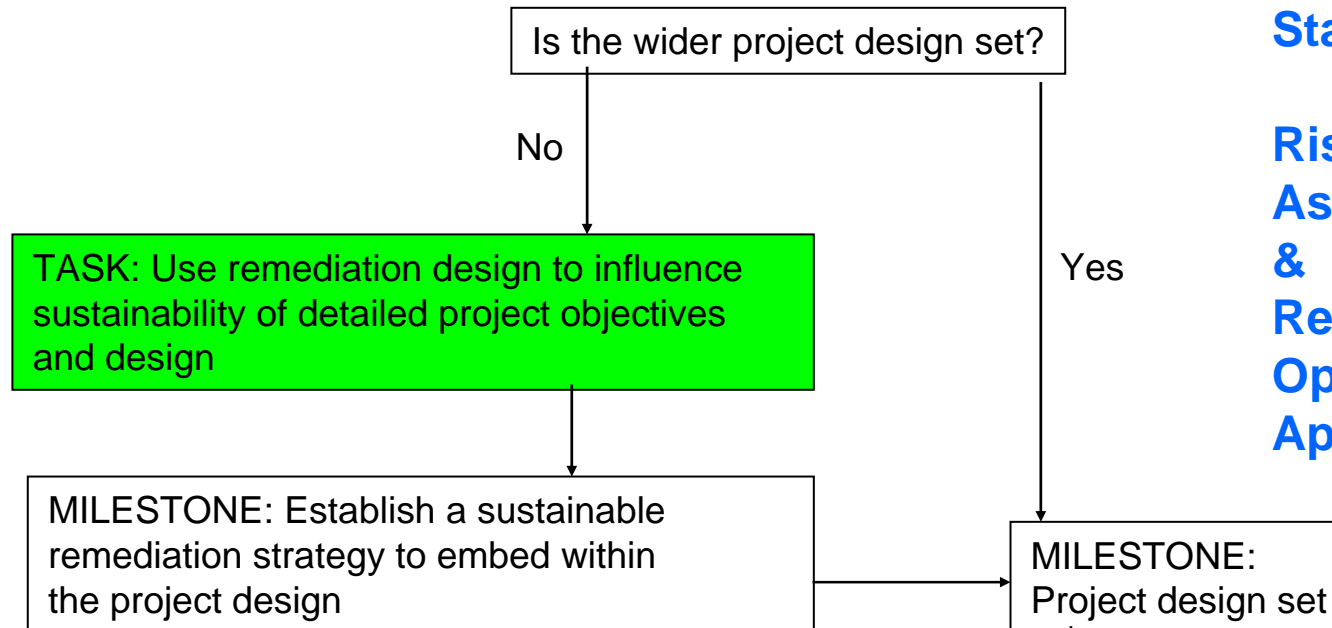 Is the wider project design set?
No
Yes
TASK: Use remediation design to influence
sustainability of detailed project objectives
and design
MILESTONE: Establish a sustainable
remediation strategy to embed within
the project design
MILESTONE:
Project design set
&